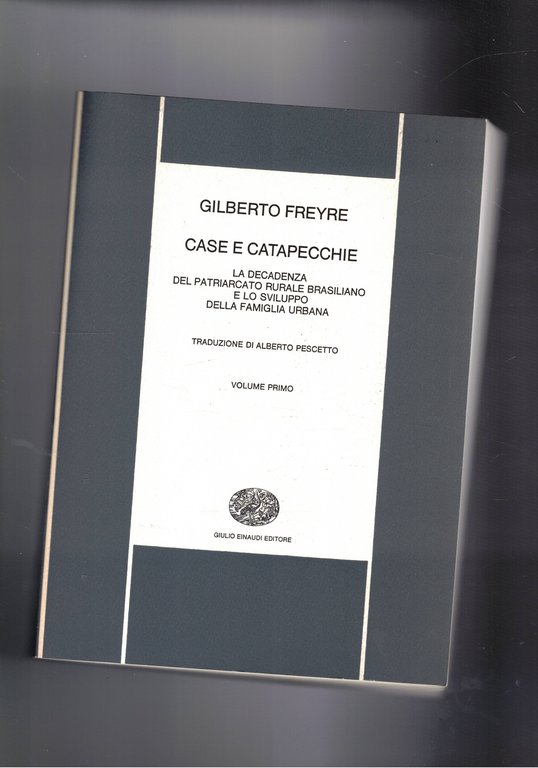 GILBERTO FREYRE
CASE E CATAPECCHIE
LA DECADENZA
DEL PATRIARCATO RURALE BRASILIANO
E LO SVILUPPO
DELLA FAMIGLIA URBANA
TRADUZIONE DI ALBERTO PESCETTO
VOLUME PRIMO
GIULIO EINAUDI EDITORE